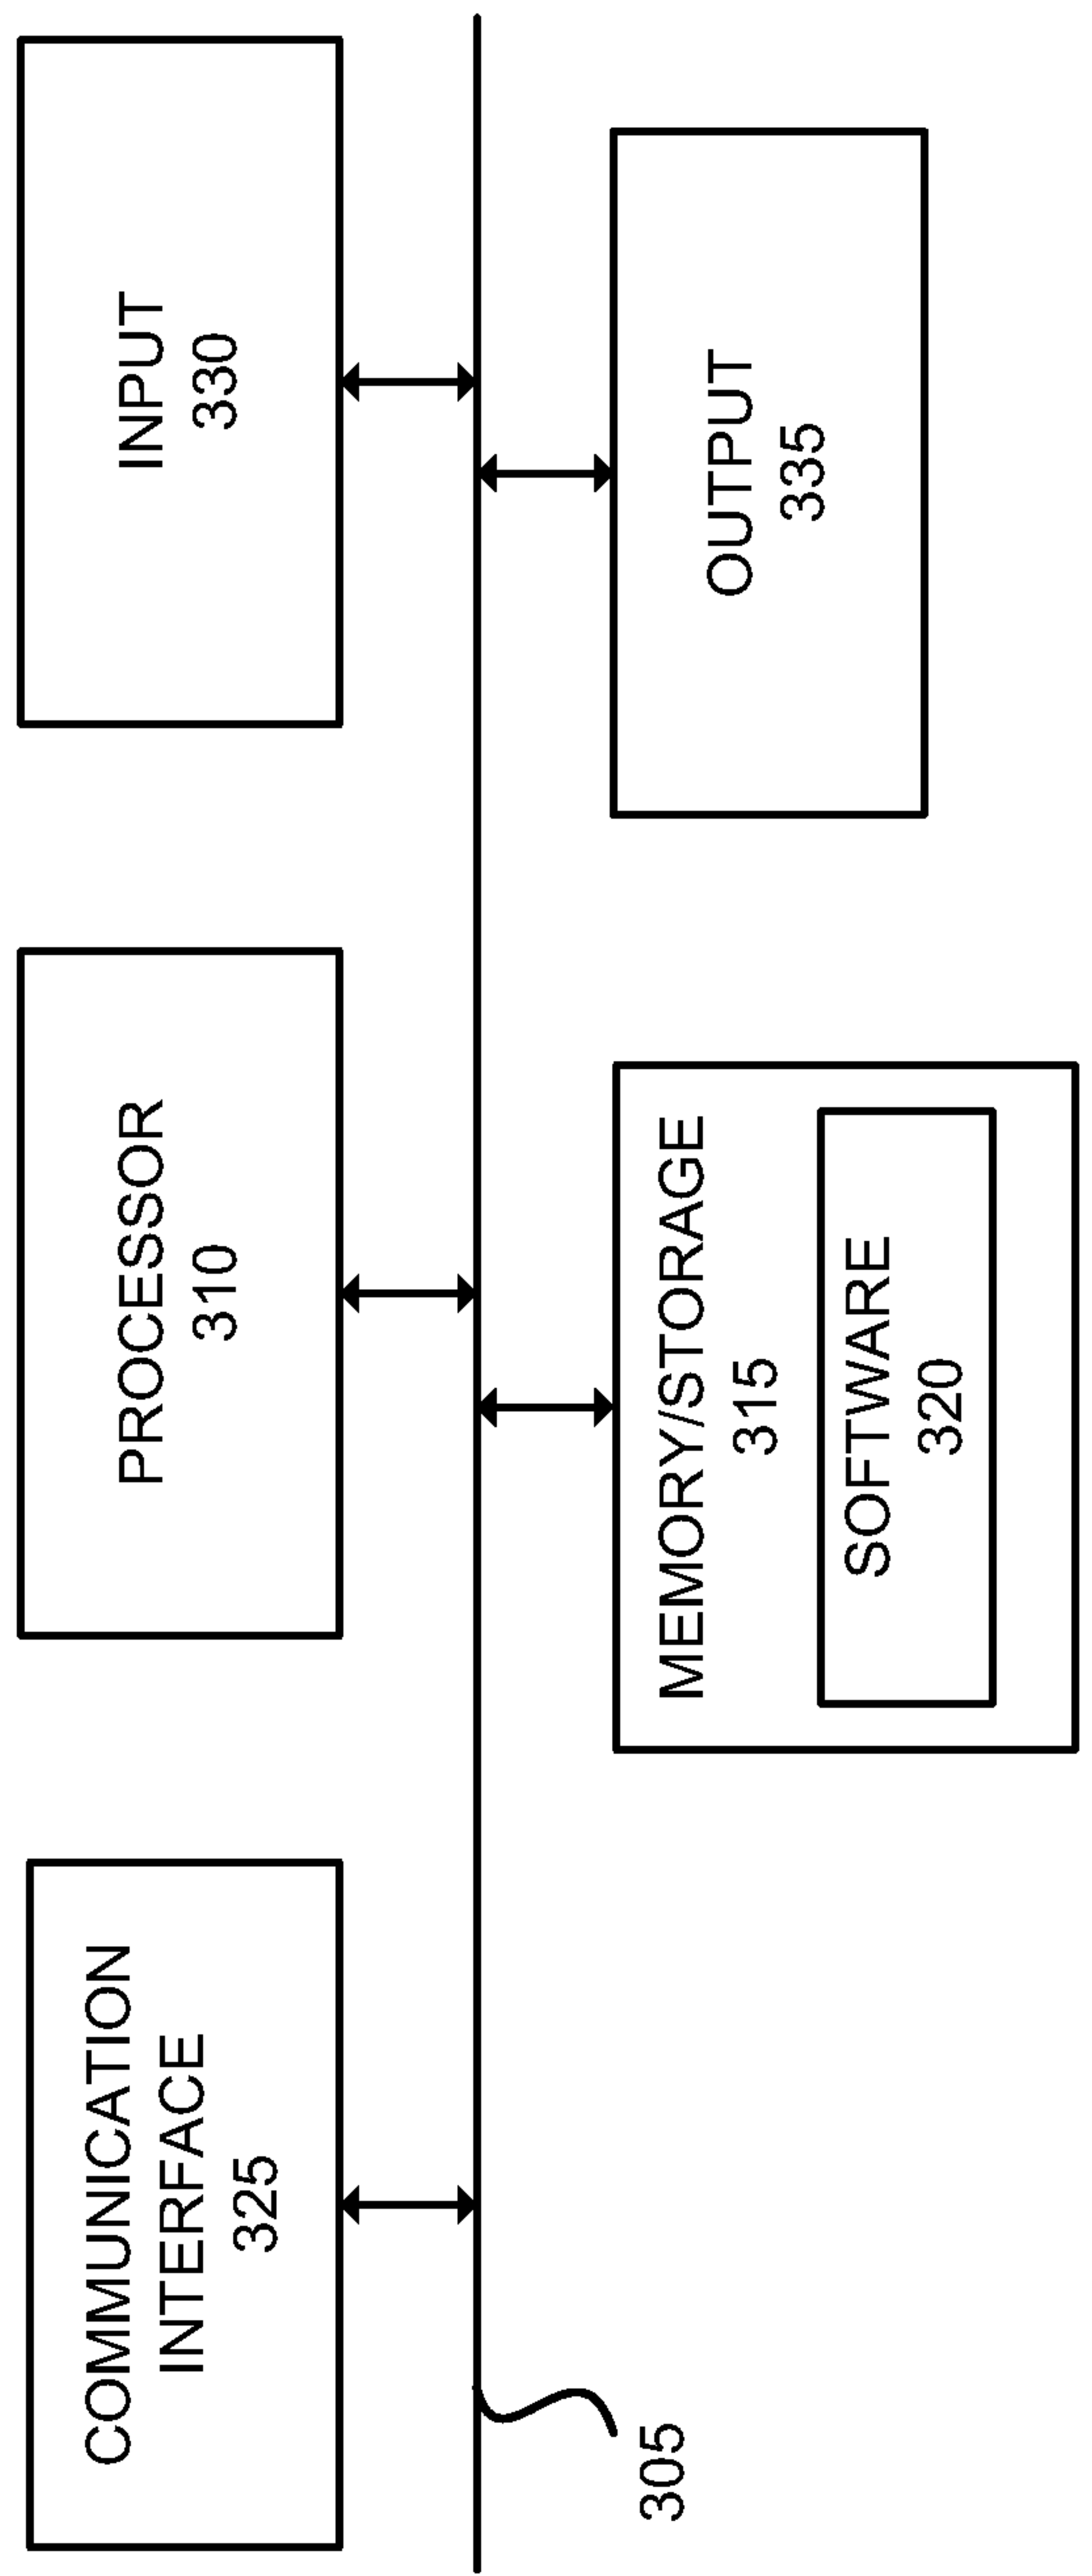 COMMUNICATION
INTERFACE
325
PROCESSOR
310
INPUT
330
305
MEMORY/STORAGE
315
SOFTWARE
320
OUTPUT
335